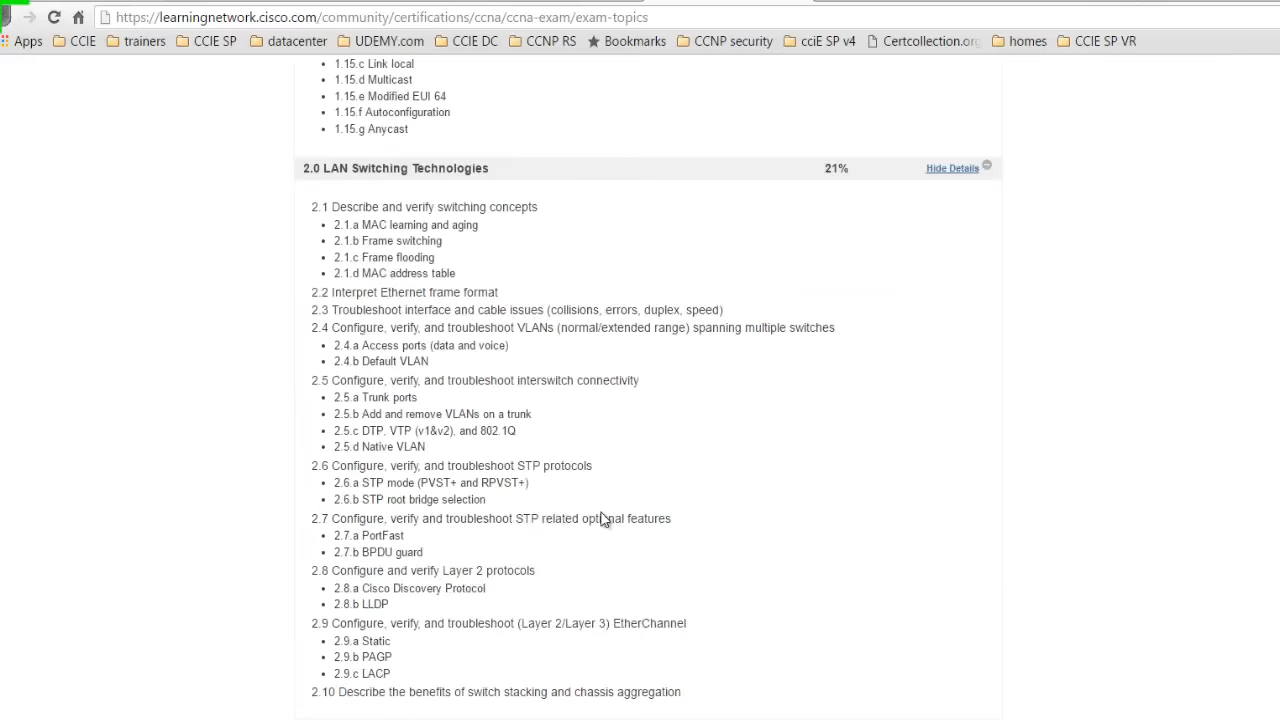 https://learningnetwork.cisco.com/community/certifications/ccna/ccna-exam/exam-topics
Apps CCIE trainers CCIE SP datacenter UDEMY.com CCIE DC CCNP RS Bookmarks CCNP security cciE SP v4 Certcollection.org homes CCIE SP VR
1.15.c Link local
1.15.d Multicast
1.15.e Modified EUI 64
1.15.f Autoconfiguration
1.15.g Anycast
2.0 LAN Switching Technologies 21% Hide Details
2.1 Describe and verify switching concepts
2.1.a MAC learning and aging
2.1.b Frame switching
2.1.c Frame flooding
2.1.d MAC address table
2.2 Interpret Ethernet frame format
2.3 Troubleshoot interface and cable issues (collisions, errors, duplex, speed)
2.4 Configure, verify, and troubleshoot VLANs (normal/extended range) spanning multiple switches
2.4.a Access ports (data and voice)
2.4.b Default VLAN
2.5 Configure, verify, and troubleshoot interswitch connectivity
2.5.a Trunk ports
2.5.b Add and remove VLANs on a trunk
2.5.c DTP, VTP (v1&v2), and 802.1Q
2.5.d Native VLAN
2.6 Configure, verify, and troubleshoot STP protocols
2.6.a STP mode (PVST+ and RPVST+)
2.6.b STP root bridge selection
2.7 Configure, verify and troubleshoot STP related optional features
2.7.a PortFast
2.7.b BPDU guard
2.8 Configure and verify Layer 2 protocols
2.8.a Cisco Discovery Protocol
2.8.b LLDP
2.9 Configure, verify, and troubleshoot (Layer 2/Layer 3) EtherChannel
2.9.a Static
2.9.b PAGP
2.9.c LACP
2.10 Describe the benefits of switch stacking and chassis aggregation